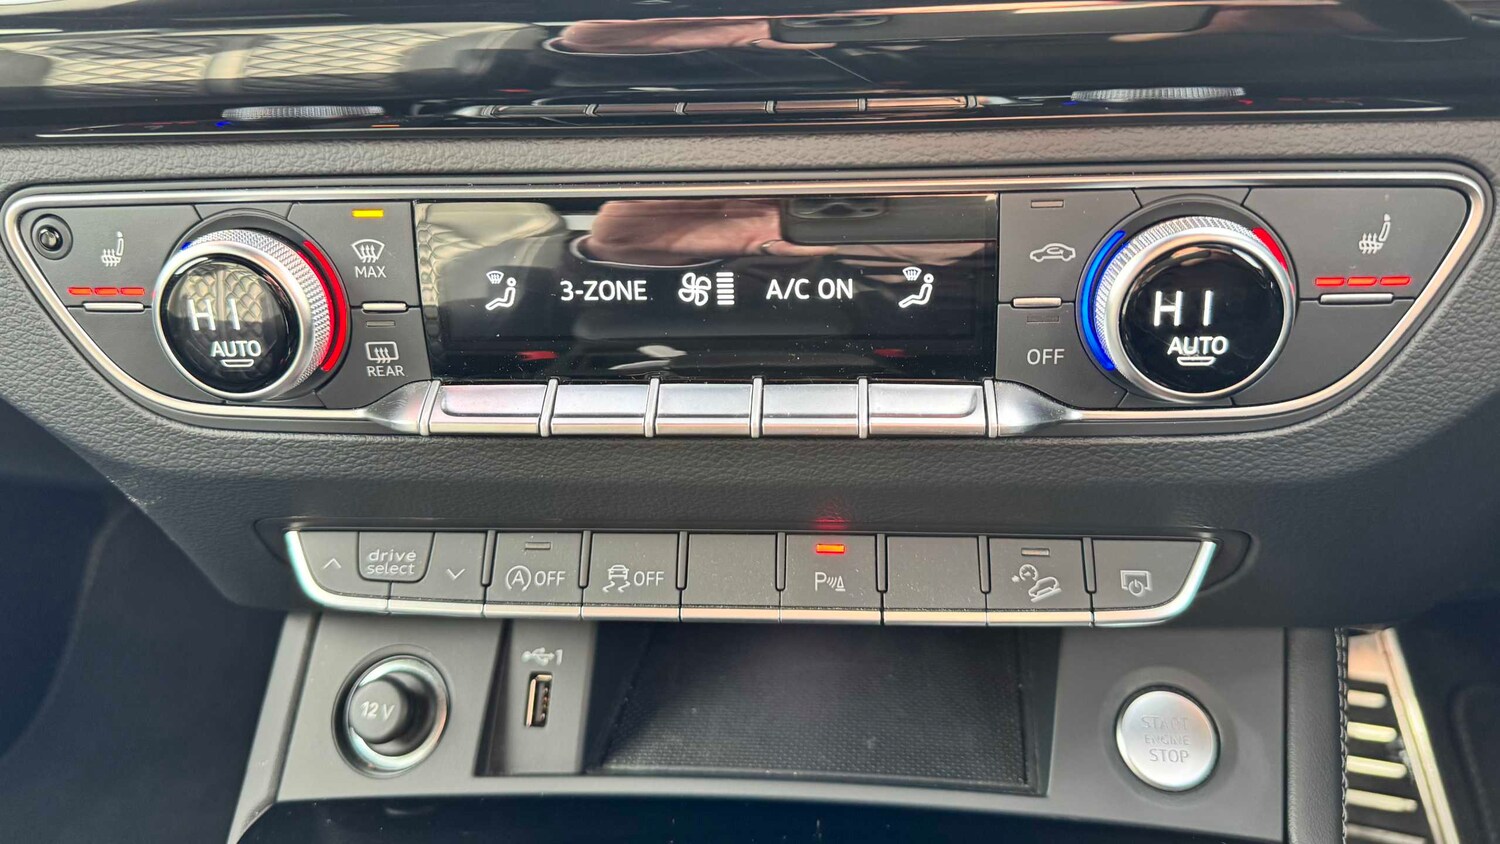 MAX
HI
AUTO
REAR
3-ZONE
A/C ON
OFF
HI
AUTO
drive
select
A OFF
OFF
P
12 V
1
START
ENGINE
STOP